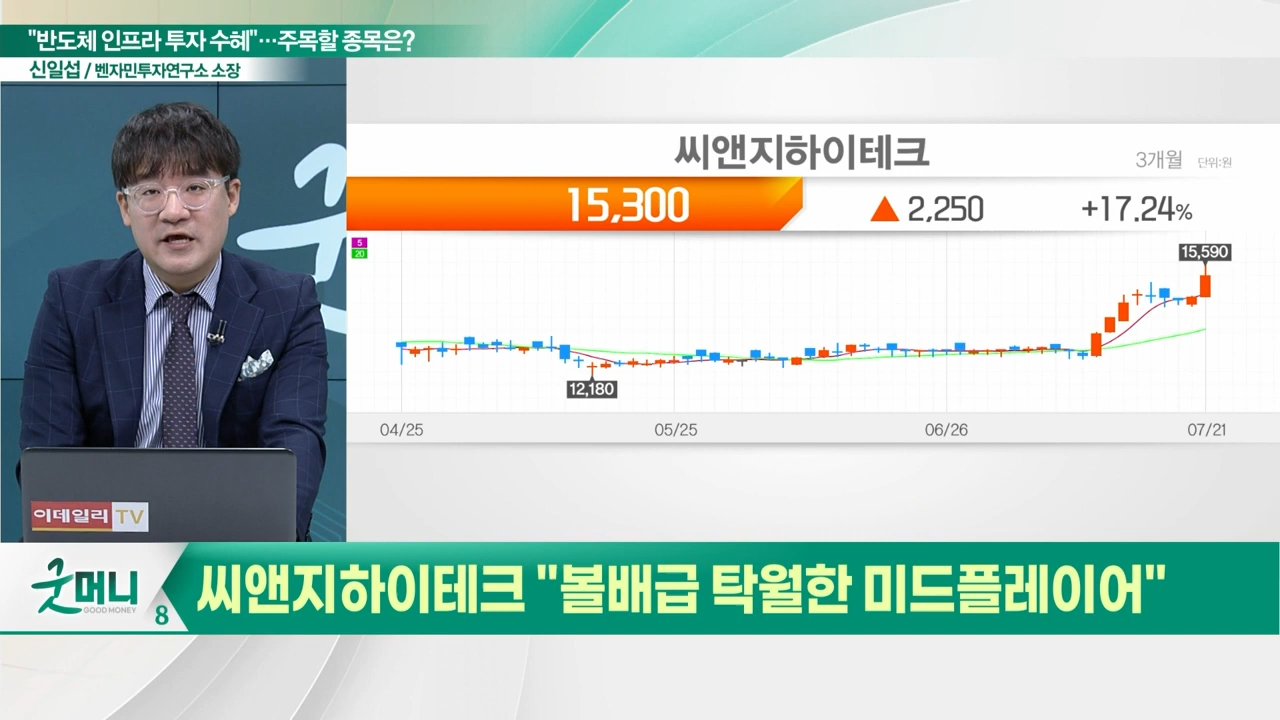 "반도체 인프라 투자 수혜"…주목할 종목은?
신일섭 / 벤자민투자연구소 소장
씨앤지하이테크
3개월 단위:원
15,300 ▲ 2,250 +17.24%
5
20
15,590
12,180
04/25 05/25 06/26 07/21
이데일리 TV
굿머니
GOOD MONEY
8
씨앤지하이테크 "볼배급 탁월한 미드플레이어"